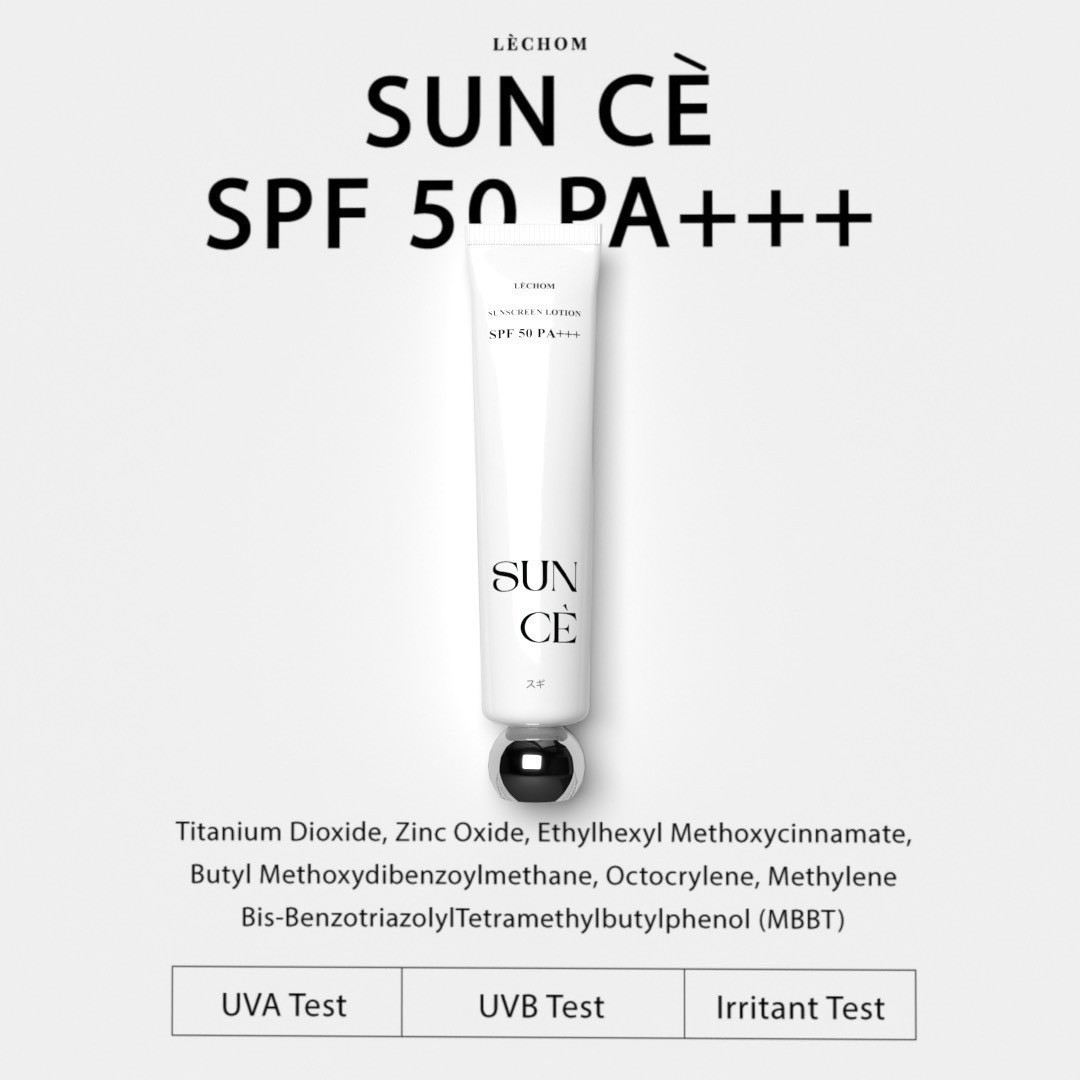 LÈCHOM
SUN CÈ
SPF 50 PA+++
LÈCHOM
SUNSCREEN LOTION
SPF 50 PA+++
SUN
CÈ
スギ
Titanium Dioxide, Zinc Oxide, Ethylhexyl Methoxycinnamate,
Butyl Methoxydibenzoylmethane, Octocrylene, Methylene
Bis-BenzotriazolylTetramethylbutylphenol (MBBT)
UVA Test
UVB Test
Irritant Test